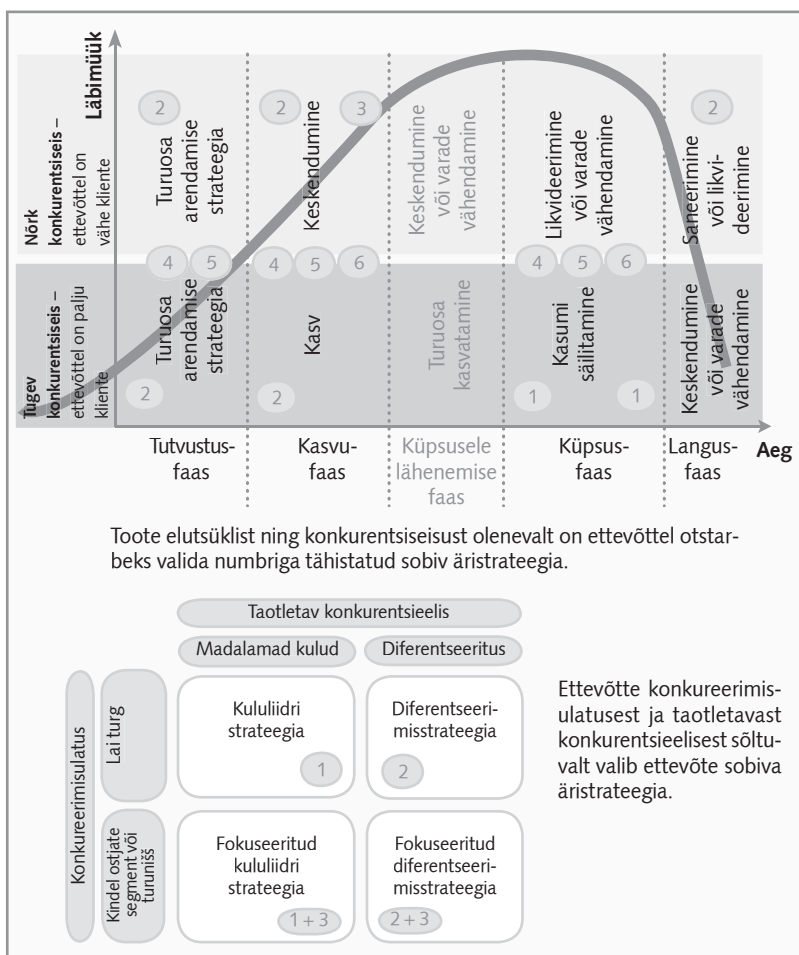 Läbimüük
Nõrk
konkurentsiseis –
ettevõttel on
vähe kliente
2
Turuosa
arendamise
strateegia
2
Keskendumine
3
Keskendumine
või varade
vähendamine
Likvideerimine
või varade
vähendamine
2
Saneerimine
või likvi-
deerimine
4
5
4
5
6
4
5
6
Tugev
konkurentsiseis –
ettevõttel on palju
kliente
Turuosa
arendamise
strateegia
2
Kasv
2
Turuosa
kasvatamine
Kasumi
säilitamine
1
1
Keskendumine
või varade
vähendamine
Tutvustus-
faas
Kasvu-
faas
Küpsusele
lähenemise
faas
Küpsus-
faas
Langus-
faas
Aeg
Toote elutsüklist ning konkurentsiseisust olenevalt on ettevõttel otstar-
beks valida numbriga tähistatud sobiv äristrateegia.
Taotletav konkurentsieelis
Madalamad kulud
Diferentseeritus
Konkureerimisulatus
Lai turg
Kululiidri
strateegia
1
Diferentseeri-
misstrateegia
2
Kindel ostjate
segment või
turunišš
Fokuseeritud
kululiidri
strateegia
1 + 3
Fokuseeritud
diferentseeri-
misstrateegia
2 + 3
Ettevõtte konkureerimis-
ulatusest ja taotletavast
konkurentsieelisest sõltu-
valt valib ettevõte sobiva
äristrateegia.